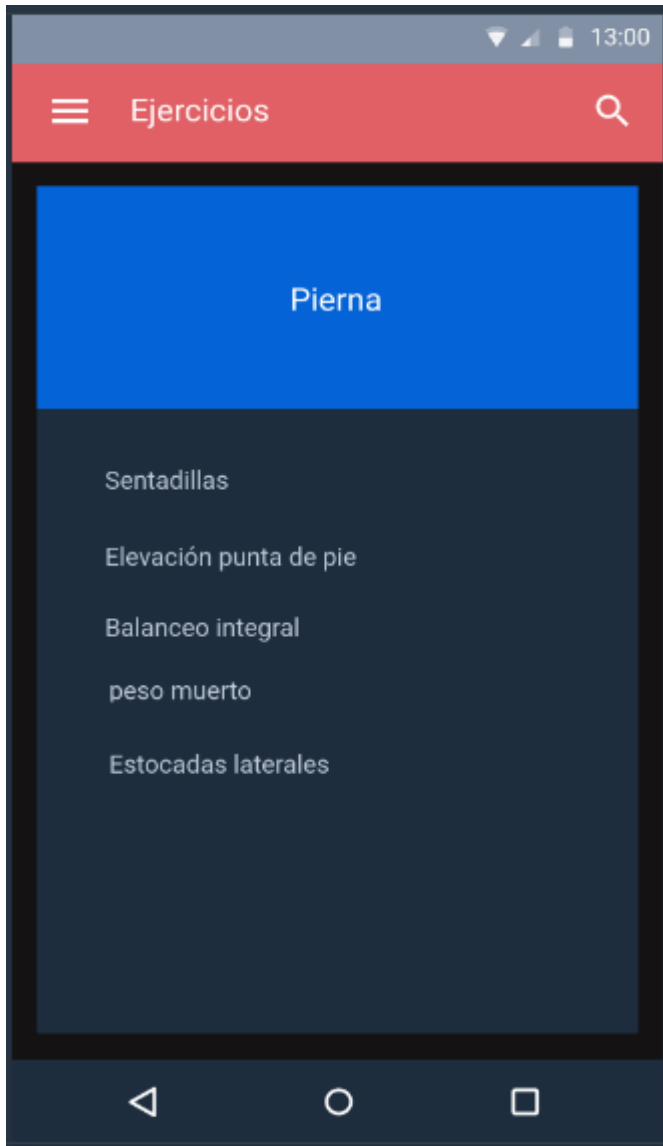 13:00
Ejercicios
Pierna
Sentadillas
Elevación punta de pie
Balanceo integral
peso muerto
Estocadas laterales